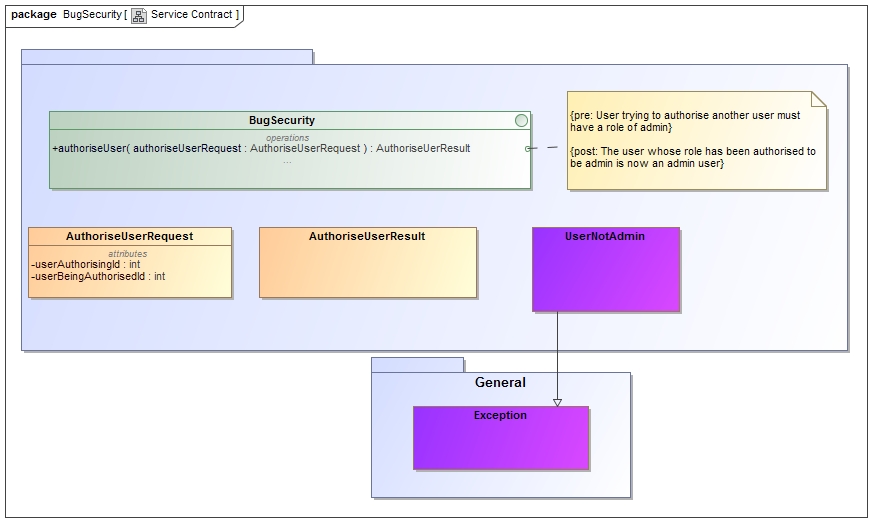 package BugSecurity [ Service Contract ]
BugSecurity
operations
+authoriseUser( authoriseUserRequest : AuthoriseUserRequest ) : AuthoriseUerResult
...
{pre: User trying to authorise another user must
have a role of admin}
{post: The user whose role has been authorised to
be admin is now an admin user}
AuthoriseUserRequest
attributes
-userAuthorisingId : int
-userBeingAuthorisedId : int
AuthoriseUserResult
UserNotAdmin
General
Exception